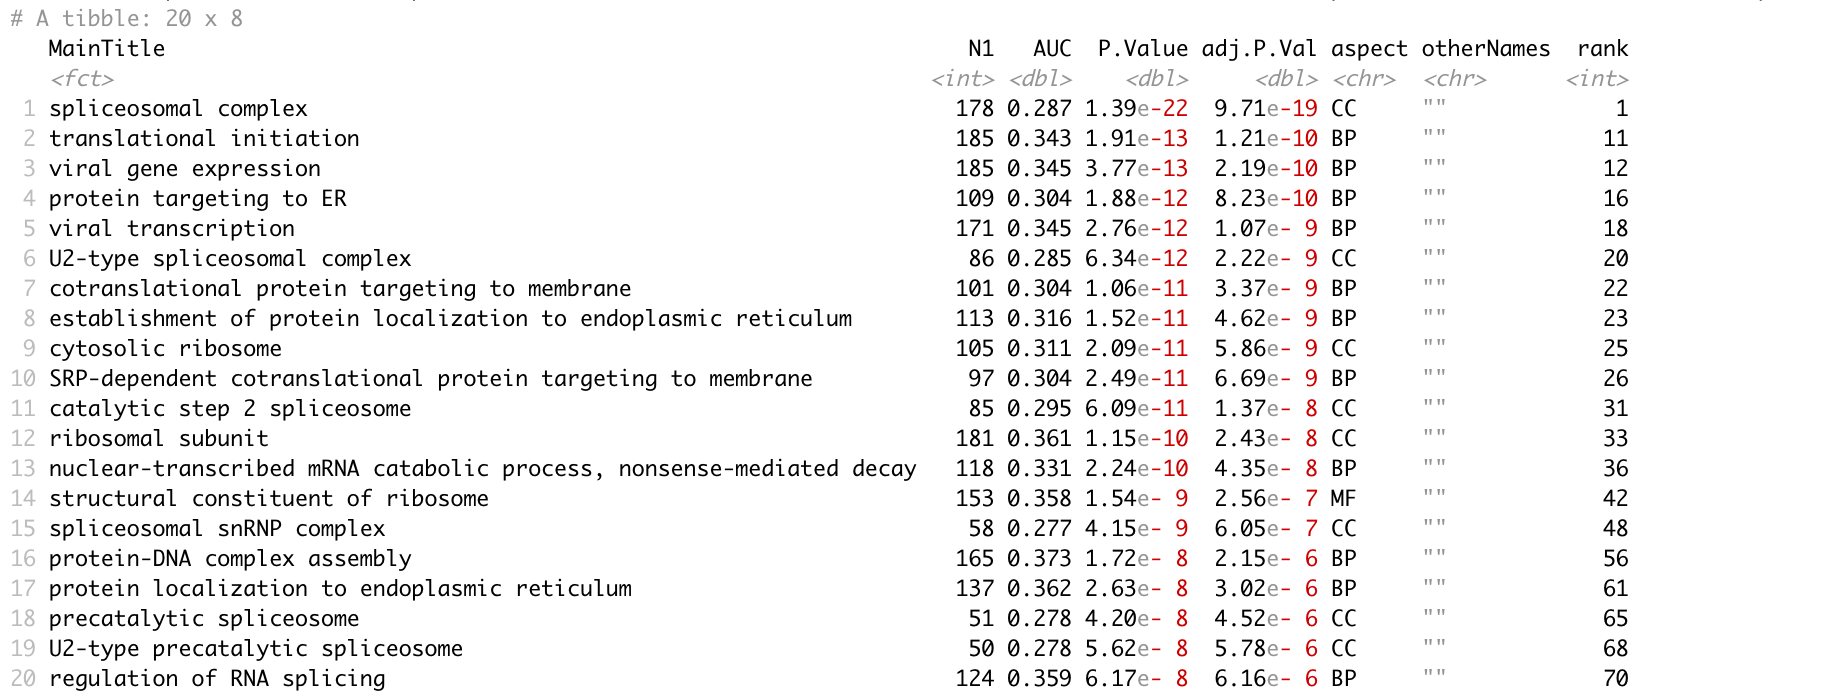 # A tibble: 20 x 8
MainTitle N1 AUC P.Value adj.P.Val aspect otherNames rank
<fct> <int> <dbl> <dbl> <dbl> <chr> <chr> <int>
1 spliceosomal complex 178 0.287 1.39e-22 9.71e-19 CC "" 1
2 translational initiation 185 0.343 1.91e-13 1.21e-10 BP "" 11
3 viral gene expression 185 0.345 3.77e-13 2.19e-10 BP "" 12
4 protein targeting to ER 109 0.304 1.88e-12 8.23e-10 BP "" 16
5 viral transcription 171 0.345 2.76e-12 1.07e- 9 BP "" 18
6 U2-type spliceosomal complex 86 0.285 6.34e-12 2.22e- 9 CC "" 20
7 cotranslational protein targeting to membrane 101 0.304 1.06e-11 3.37e- 9 BP "" 22
8 establishment of protein localization to endoplasmic reticulum 113 0.316 1.52e-11 4.62e- 9 BP "" 23
9 cytosolic ribosome 105 0.311 2.09e-11 5.86e- 9 CC "" 25
10 SRP-dependent cotranslational protein targeting to membrane 97 0.304 2.49e-11 6.69e- 9 BP "" 26
11 catalytic step 2 spliceosome 85 0.295 6.09e-11 1.37e- 8 CC "" 31
12 ribosomal subunit 181 0.361 1.15e-10 2.43e- 8 CC "" 33
13 nuclear-transcribed mRNA catabolic process, nonsense-mediated decay 118 0.331 2.24e-10 4.35e- 8 BP "" 36
14 structural constituent of ribosome 153 0.358 1.54e- 9 2.56e- 7 MF "" 42
15 spliceosomal snRNP complex 58 0.277 4.15e- 9 6.05e- 7 CC "" 48
16 protein-DNA complex assembly 165 0.373 1.72e- 8 2.15e- 6 BP "" 56
17 protein localization to endoplasmic reticulum 137 0.362 2.63e- 8 3.02e- 6 BP "" 61
18 precatalytic spliceosome 51 0.278 4.20e- 8 4.52e- 6 CC "" 65
19 U2-type precatalytic spliceosome 50 0.278 5.62e- 8 5.78e- 6 CC "" 68
20 regulation of RNA splicing 124 0.359 6.17e- 8 6.16e- 6 BP "" 70